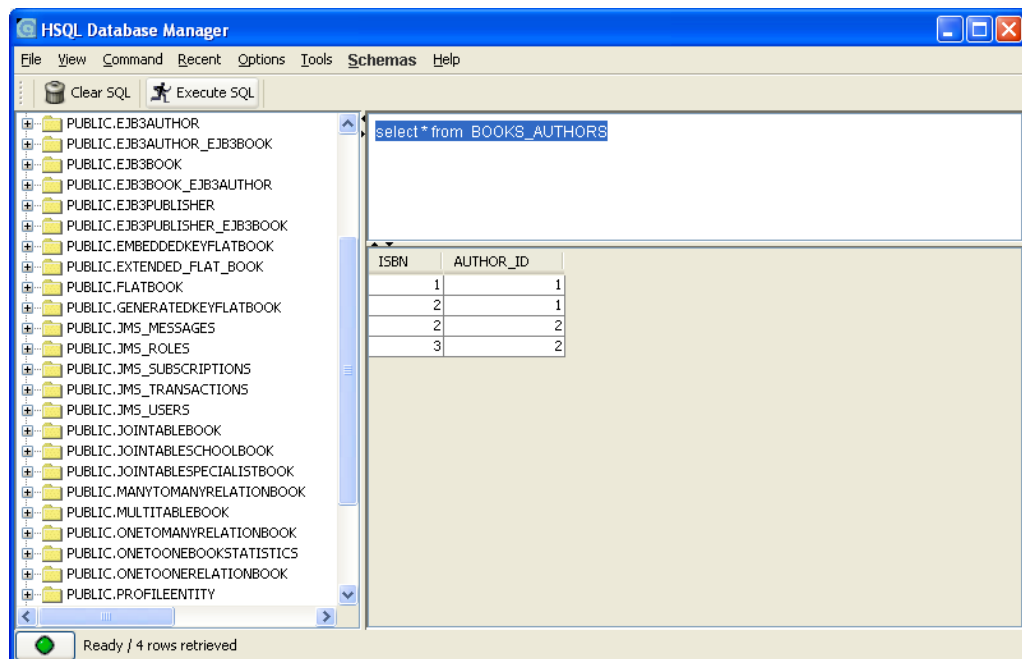 HSQL Database Manager
File View Command Recent Options Tools Schemas Help
Clear SQL Execute SQL
PUBLIC.EJB3AUTHOR
PUBLIC.EJB3AUTHOR_EJB3BOOK
PUBLIC.EJB3BOOK
PUBLIC.EJB3BOOK_EJB3AUTHOR
PUBLIC.EJB3PUBLISHER
PUBLIC.EJB3PUBLISHER_EJB3BOOK
PUBLIC.EMBEDDEDKEYFLATBOOK
PUBLIC.EXTENDED_FLAT_BOOK
PUBLIC.FLATBOOK
PUBLIC.GENERATEDKEYFLATBOOK
PUBLIC.JMS_MESSAGES
PUBLIC.JMS_ROLES
PUBLIC.JMS_SUBSCRIPTIONS
PUBLIC.JMS_TRANSACTIONS
PUBLIC.JMS_USERS
PUBLIC.JOINTABLEBOOK
PUBLIC.JOINTABLESCHOOLBOOK
PUBLIC.JOINTABLESPECIALISTBOOK
PUBLIC.MANYTOMANYRELATIONBOOK
PUBLIC.MULTITABLEBOOK
PUBLIC.ONETOMANYRELATIONBOOK
PUBLIC.ONETOONEBOOKSTATISTICS
PUBLIC.ONETOONERELATIONBOOK
PUBLIC.PROFILEENTITY
select * from BOOKS_AUTHORS
ISBN AUTHOR_ID
1 1
2 1
2 2
3 2
Ready / 4 rows retrieved